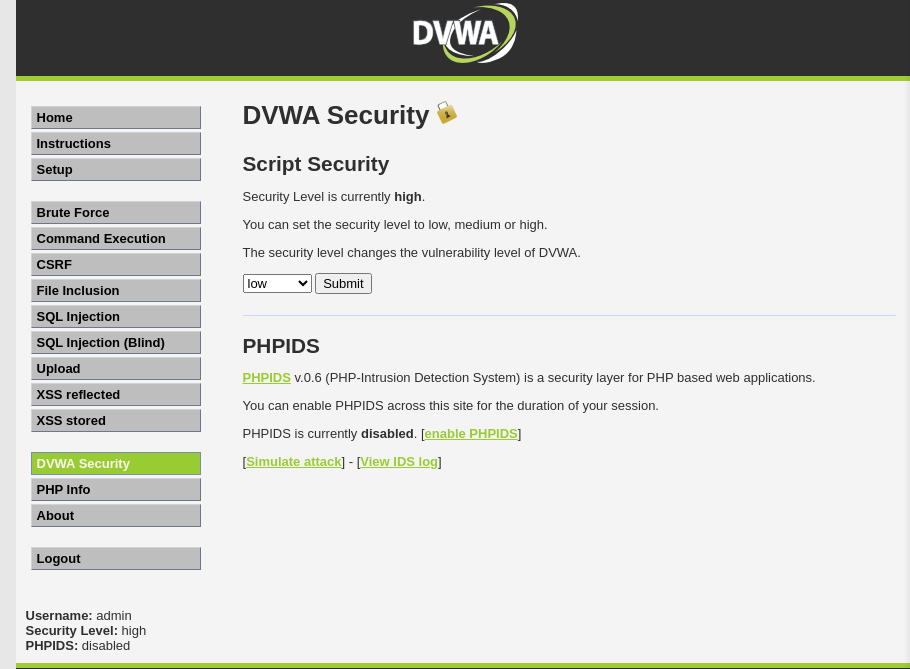 DVWA
Home
Instructions
Setup
Brute Force
Command Execution
CSRF
File Inclusion
SQL Injection
SQL Injection (Blind)
Upload
XSS reflected
XSS stored
DVWA Security
PHP Info
About
Logout
DVWA Security
Script Security
Security Level is currently high.
You can set the security level to low, medium or high.
The security level changes the vulnerability level of DVWA.
low Submit
PHPIDS
PHPIDS v.0.6 (PHP-Intrusion Detection System) is a security layer for PHP based web applications.
You can enable PHPIDS across this site for the duration of your session.
PHPIDS is currently disabled. [enable PHPIDS]
[Simulate attack] - [View IDS log]
Username: admin
Security Level: high
PHPIDS: disabled